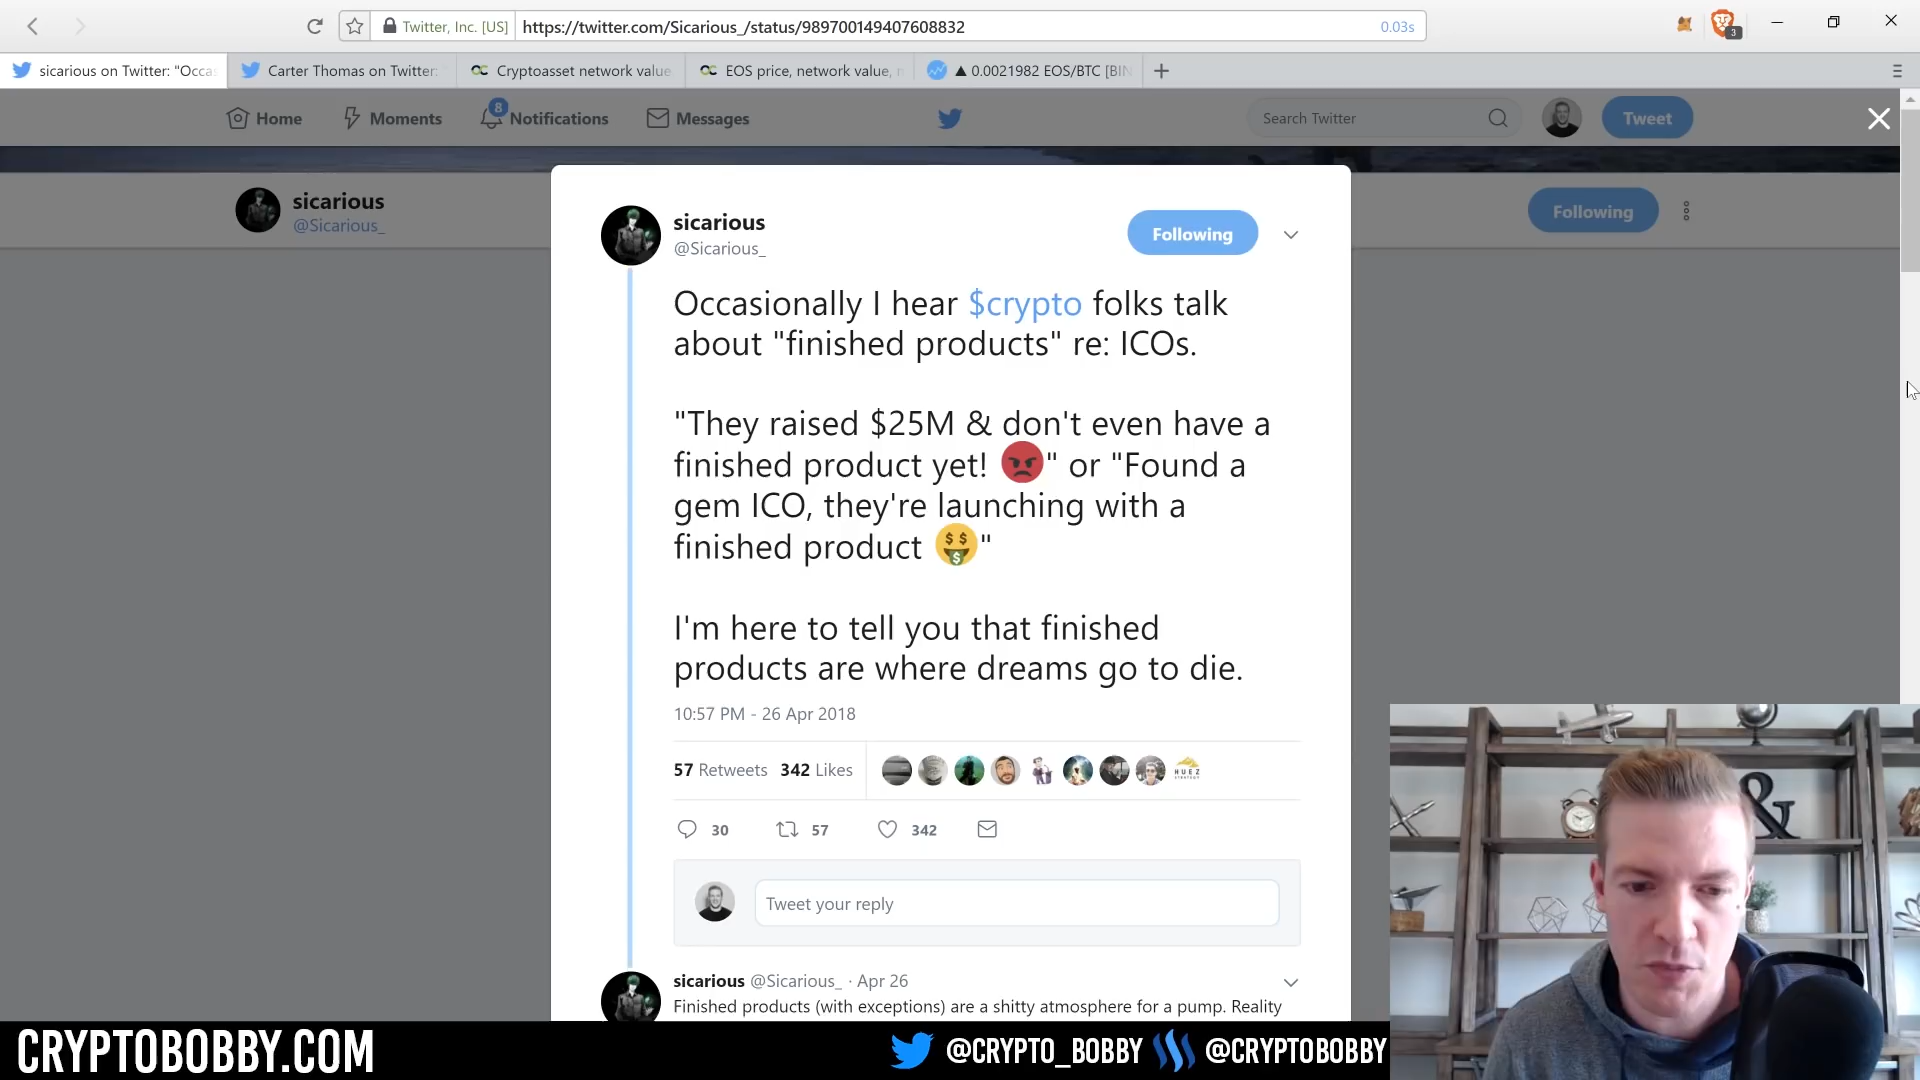 Twitter, Inc. [US]
https://twitter.com/Sicarious_/status/989700149407608832
0.03s
3
sicarious on Twitter: "Occas
Carter Thomas on Twitter:
Cryptoasset network value
EOS price, network value, n
▲ 0.0021982 EOS/BTC [BIN
Home
Moments
8
Notifications
Messages
Search Twitter
Tweet
sicarious
@Sicarious_
Following
sicarious
@Sicarious_
Following
Occasionally I hear $crypto folks talk
about "finished products" re: ICOs.
"They raised $25M & don't even have a
finished product yet! 😡" or "Found a
gem ICO, they're launching with a
finished product 🤑"
I'm here to tell you that finished
products are where dreams go to die.
10:57 PM - 26 Apr 2018
57 Retweets 342 Likes
HUEZ
30
57
342
Tweet your reply
sicarious @Sicarious_ · Apr 26
Finished products (with exceptions) are a shitty atmosphere for a pump. Reality
&
CRYPTOBOBBY.COM
@CRYPTO_BOBBY
@CRYPTOBOBBY